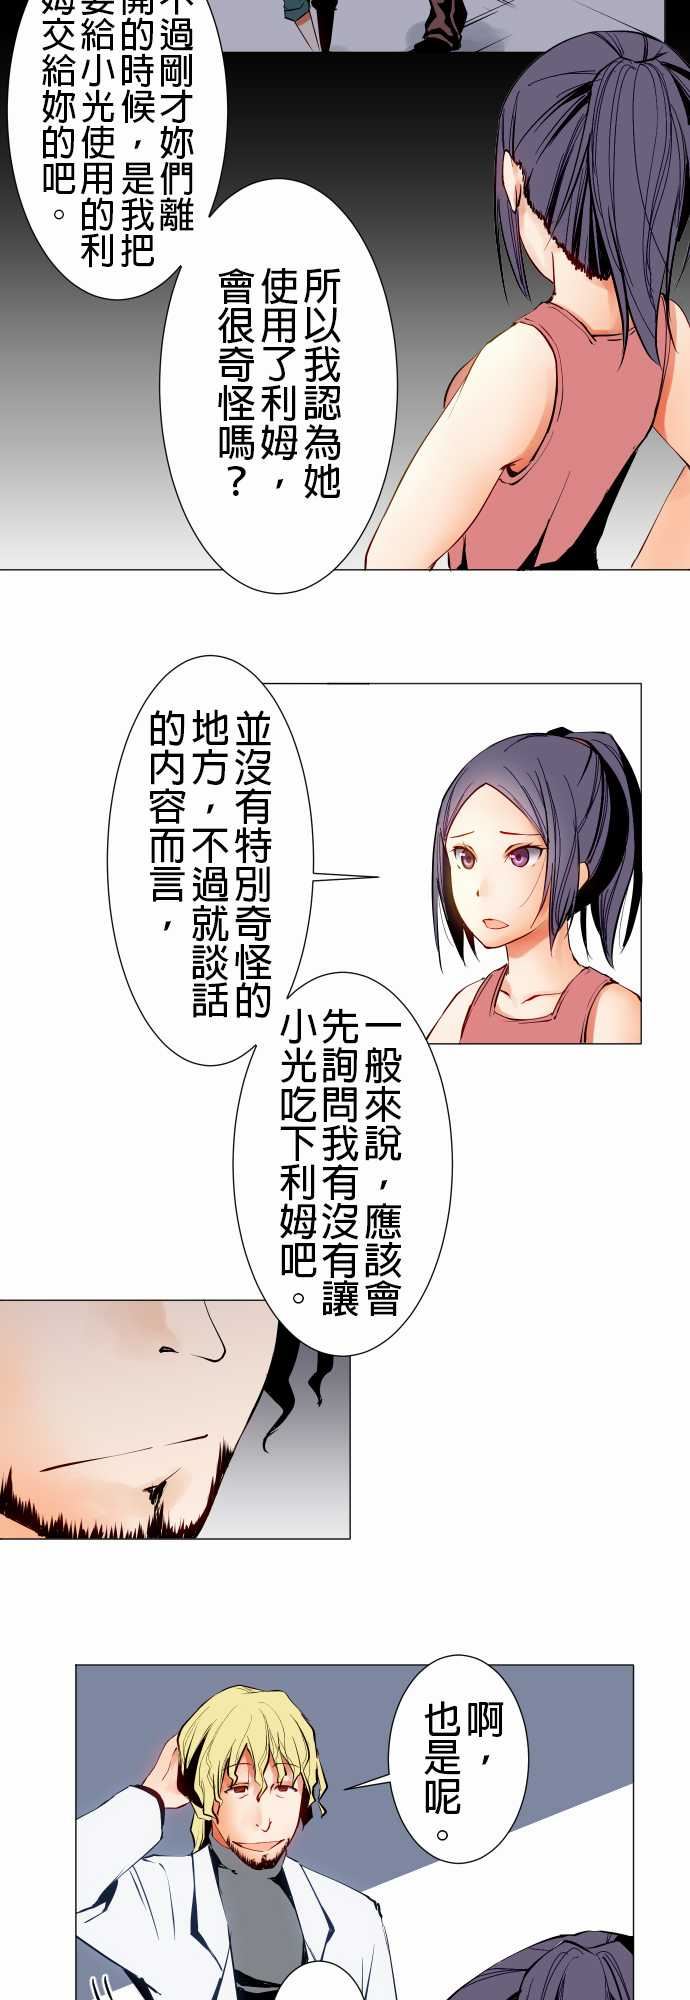 不過剛才妳們離
開的時候，是我把
要給小光使用的利
姆交給妳的吧。
所以我認為她
使用了利姆，
會很奇怪嗎？
並沒有特別奇怪的
地方，不過就談話
的內容而言，
一般來說，應該會
先詢問我有沒有讓
小光吃下利姆吧。
啊，
也是呢。